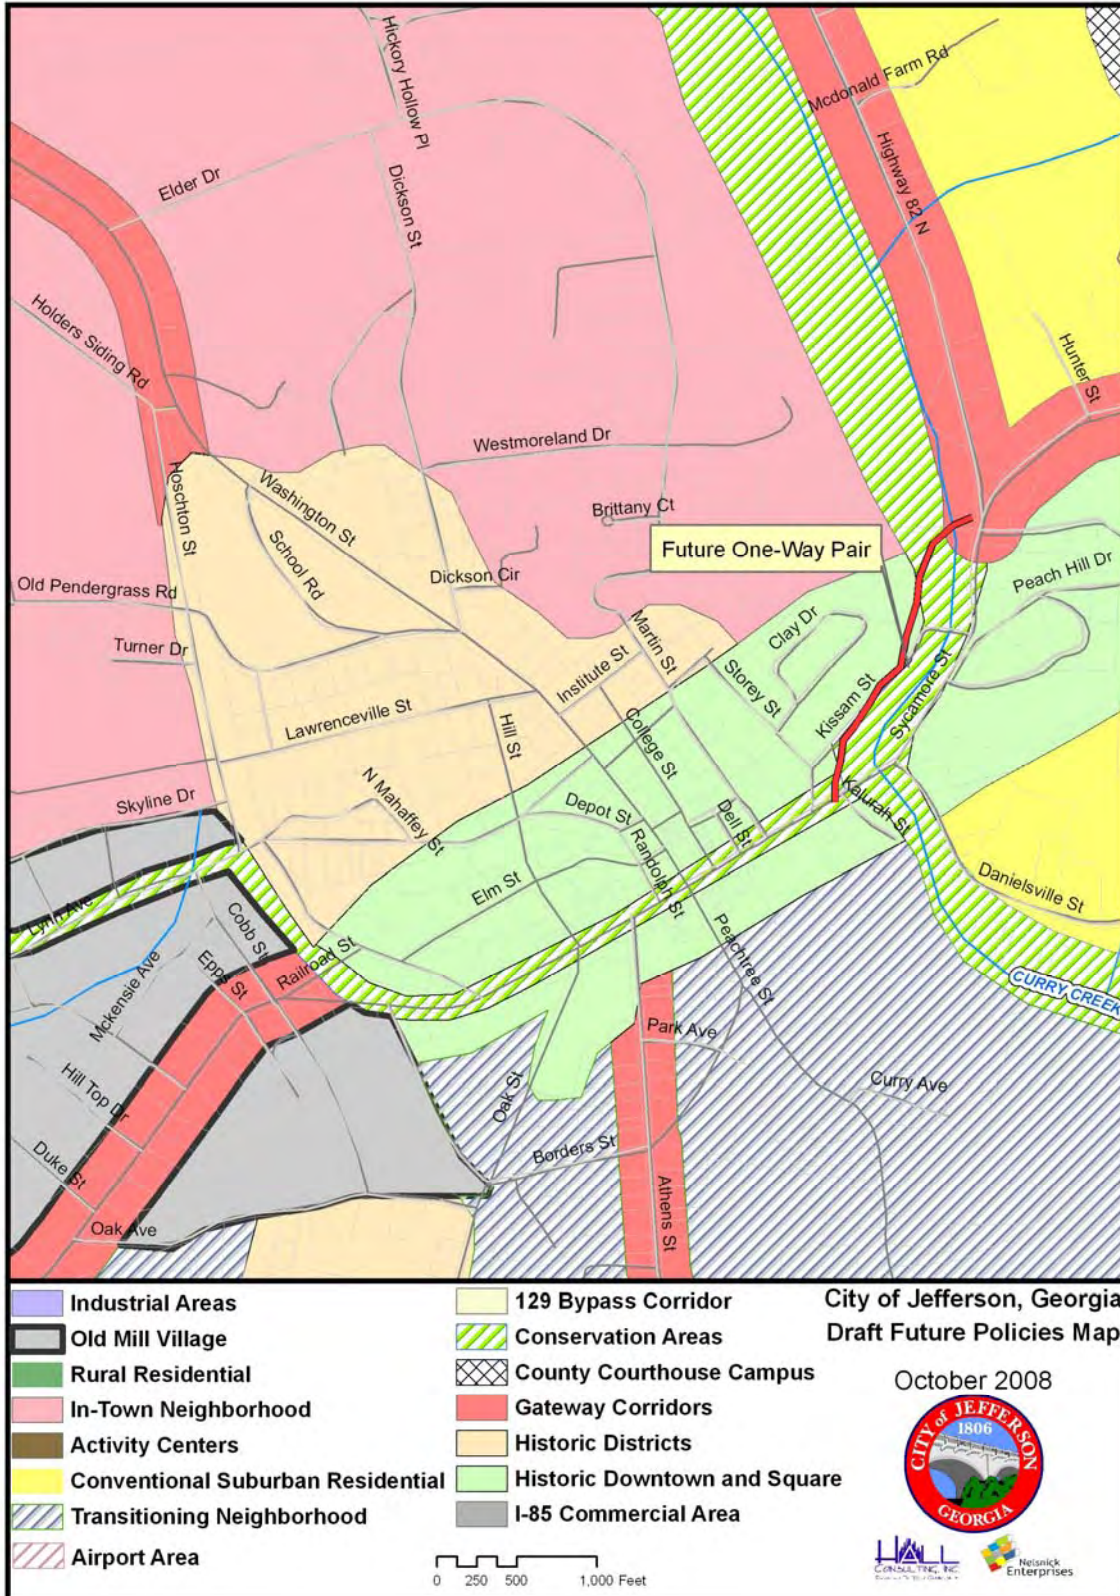 Hickory Hollow Pl
Mcdonald Farm Rd
Elder Dr
Dickson St
Highway 82 N
Holders Siding Rd
Hunter St
Westmoreland Dr
Hoschton St
Washington St
Brittany Ct
School Rd
Future One-Way Pair
Old Pendergrass Rd
Dickson Cir
Peach Hill Dr
Turner Dr
Martin St
Clay Dr
Institute St
Storey St
Lawrenceville St
Hill St
College St
Kissam St
Sycamore St
Skyline Dr
N Mahaffey St
Depot St
Dell St
Kalurah St
Randolph St
Elm St
Danielsville St
Lynn Ave
Cobb St
Peachtree St
Railroad St
Epps St
Mckensie Ave
CURRY CREEK
Park Ave
Hill Top Dr
Oak St
Curry Ave
Duke St
Borders St
Athens St
Oak Ave
Industrial Areas
Old Mill Village
Rural Residential
In-Town Neighborhood
Activity Centers
Conventional Suburban Residential
Transitioning Neighborhood
Airport Area
129 Bypass Corridor
Conservation Areas
County Courthouse Campus
Gateway Corridors
Historic Districts
Historic Downtown and Square
I-85 Commercial Area
0 250 500 1,000 Feet
City of Jefferson, Georgia
Draft Future Policies Map
October 2008
CITY of JEFFERSON
1806
GEORGIA
HALL
CONSULTING, INC.
Nelsnick
Enterprises